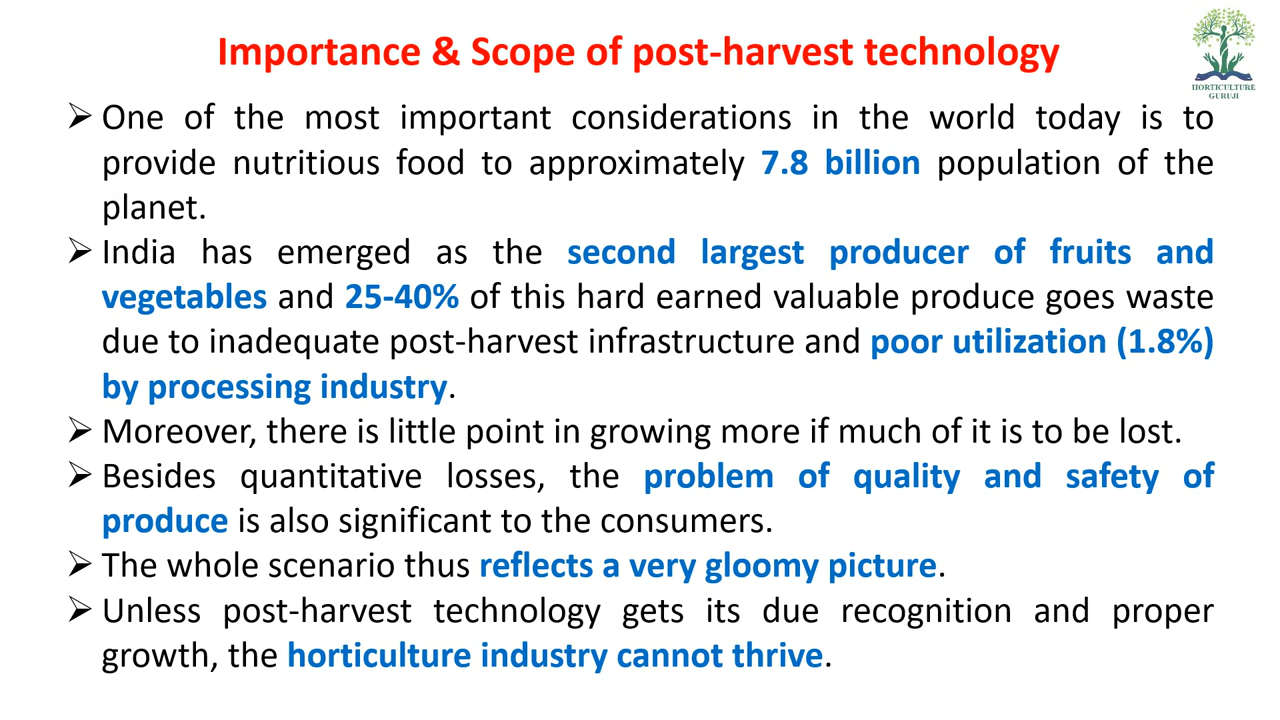 Importance & Scope of post-harvest technology
HORTICULTURE
GURUJI
➢ One of the most important considerations in the world today is to
provide nutritious food to approximately 7.8 billion population of the
planet.
➢ India has emerged as the second largest producer of fruits and
vegetables and 25-40% of this hard earned valuable produce goes waste
due to inadequate post-harvest infrastructure and poor utilization (1.8%)
by processing industry.
➢ Moreover, there is little point in growing more if much of it is to be lost.
➢ Besides quantitative losses, the problem of quality and safety of
produce is also significant to the consumers.
➢ The whole scenario thus reflects a very gloomy picture.
➢ Unless post-harvest technology gets its due recognition and proper
growth, the horticulture industry cannot thrive.